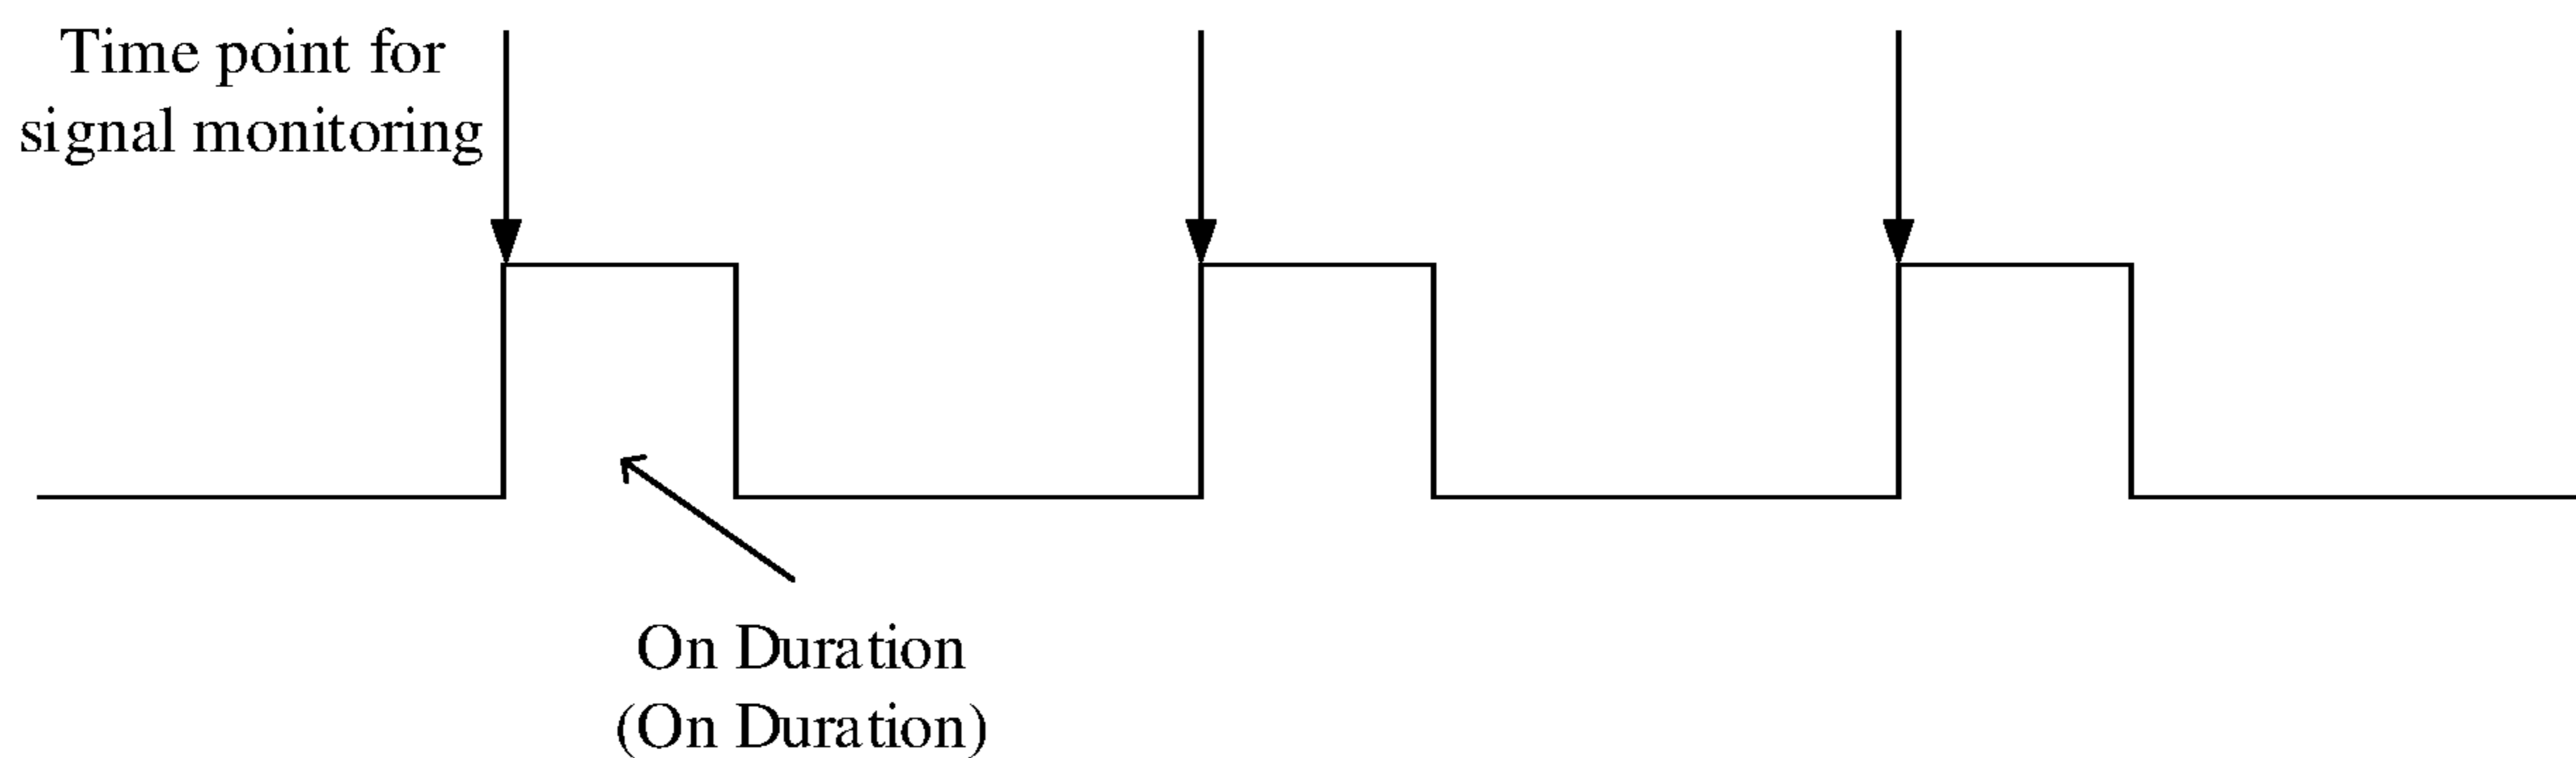 Time point for
signal monitoring
On Duration
(On Duration)